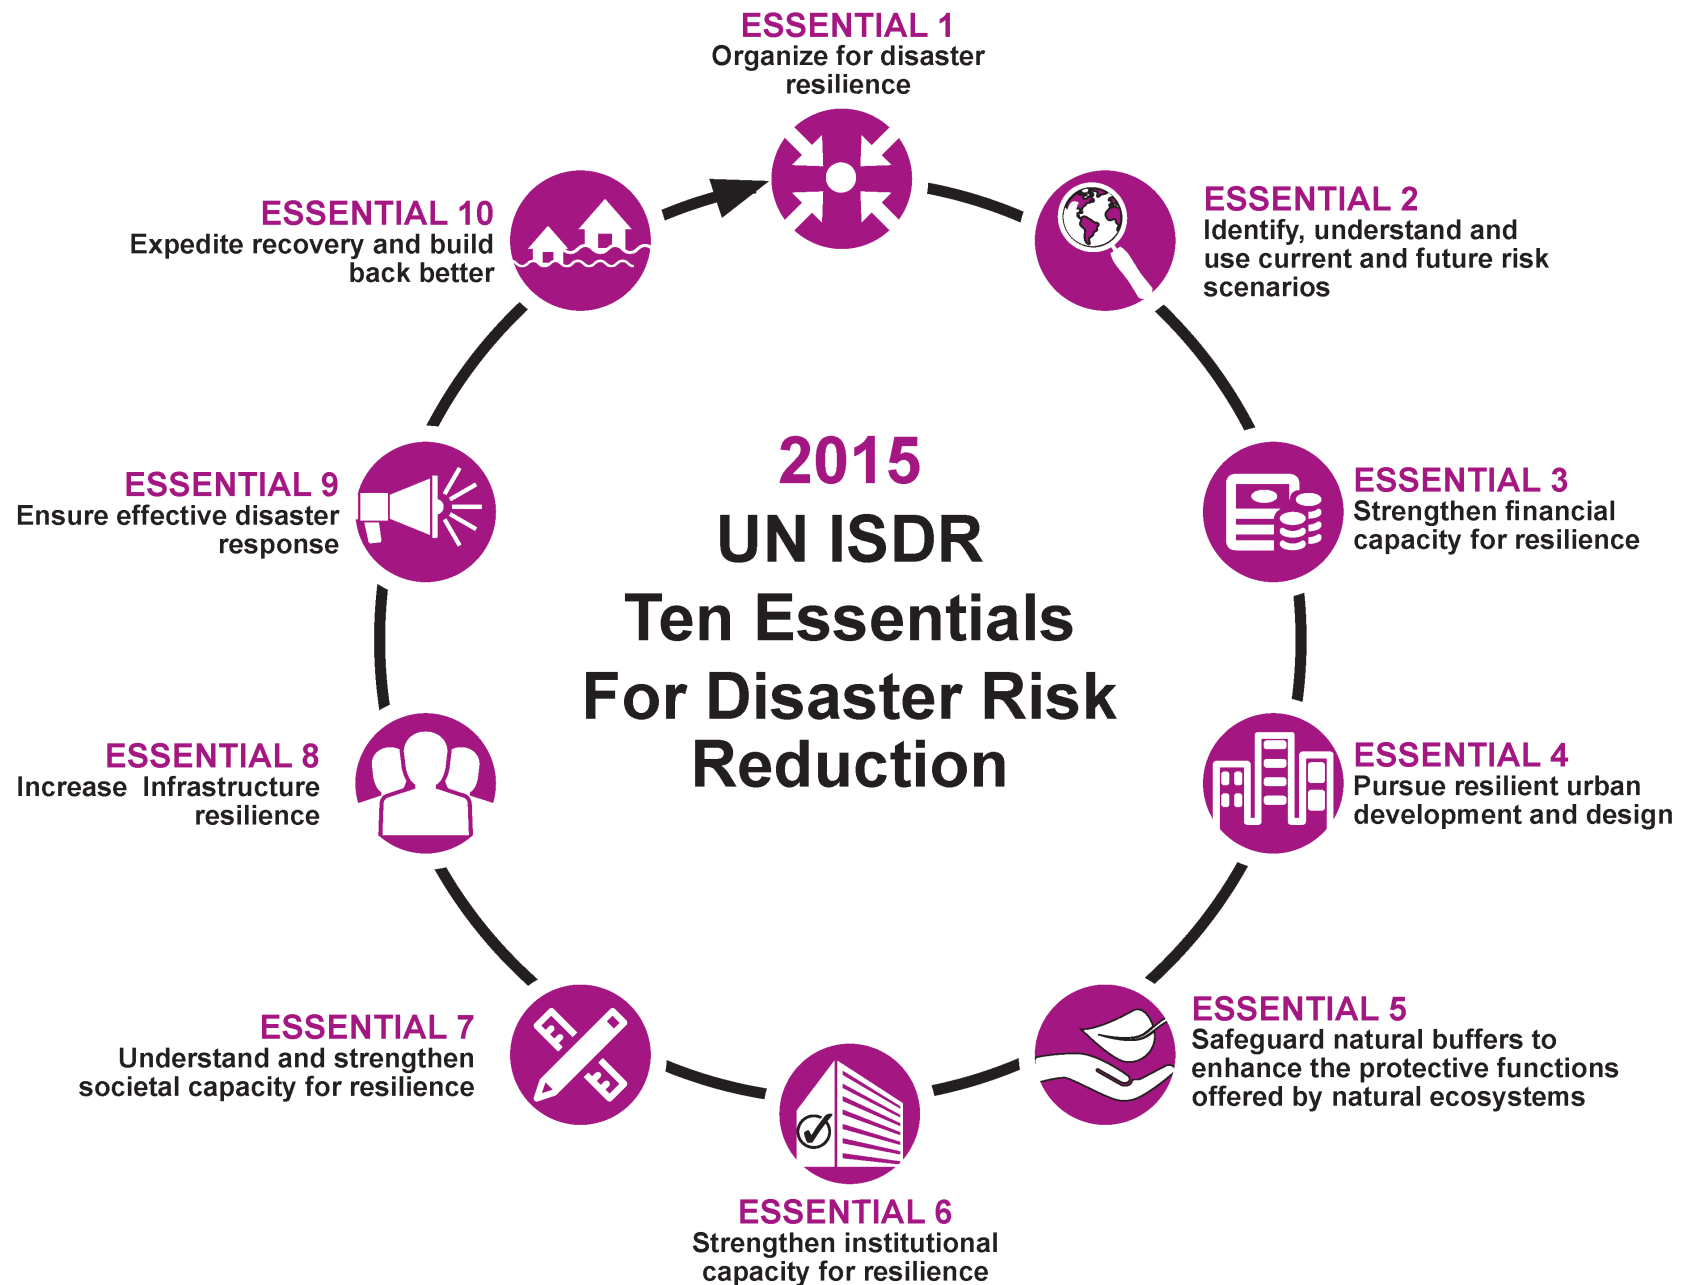 ESSENTIAL 1
Organize for disaster
resilience
ESSENTIAL 2
Identify, understand and
use current and future risk
scenarios
ESSENTIAL 3
Strengthen financial
capacity for resilience
ESSENTIAL 4
Pursue resilient urban
development and design
ESSENTIAL 5
Safeguard natural buffers to
enhance the protective functions
offered by natural ecosystems
ESSENTIAL 6
Strengthen institutional
capacity for resilience
ESSENTIAL 7
Understand and strengthen
societal capacity for resilience
ESSENTIAL 8
Increase  Infrastructure
resilience
ESSENTIAL 9
Ensure effective disaster
response
ESSENTIAL 10
Expedite recovery and build
back better
2015
UN ISDR
Ten Essentials
For Disaster Risk
Reduction